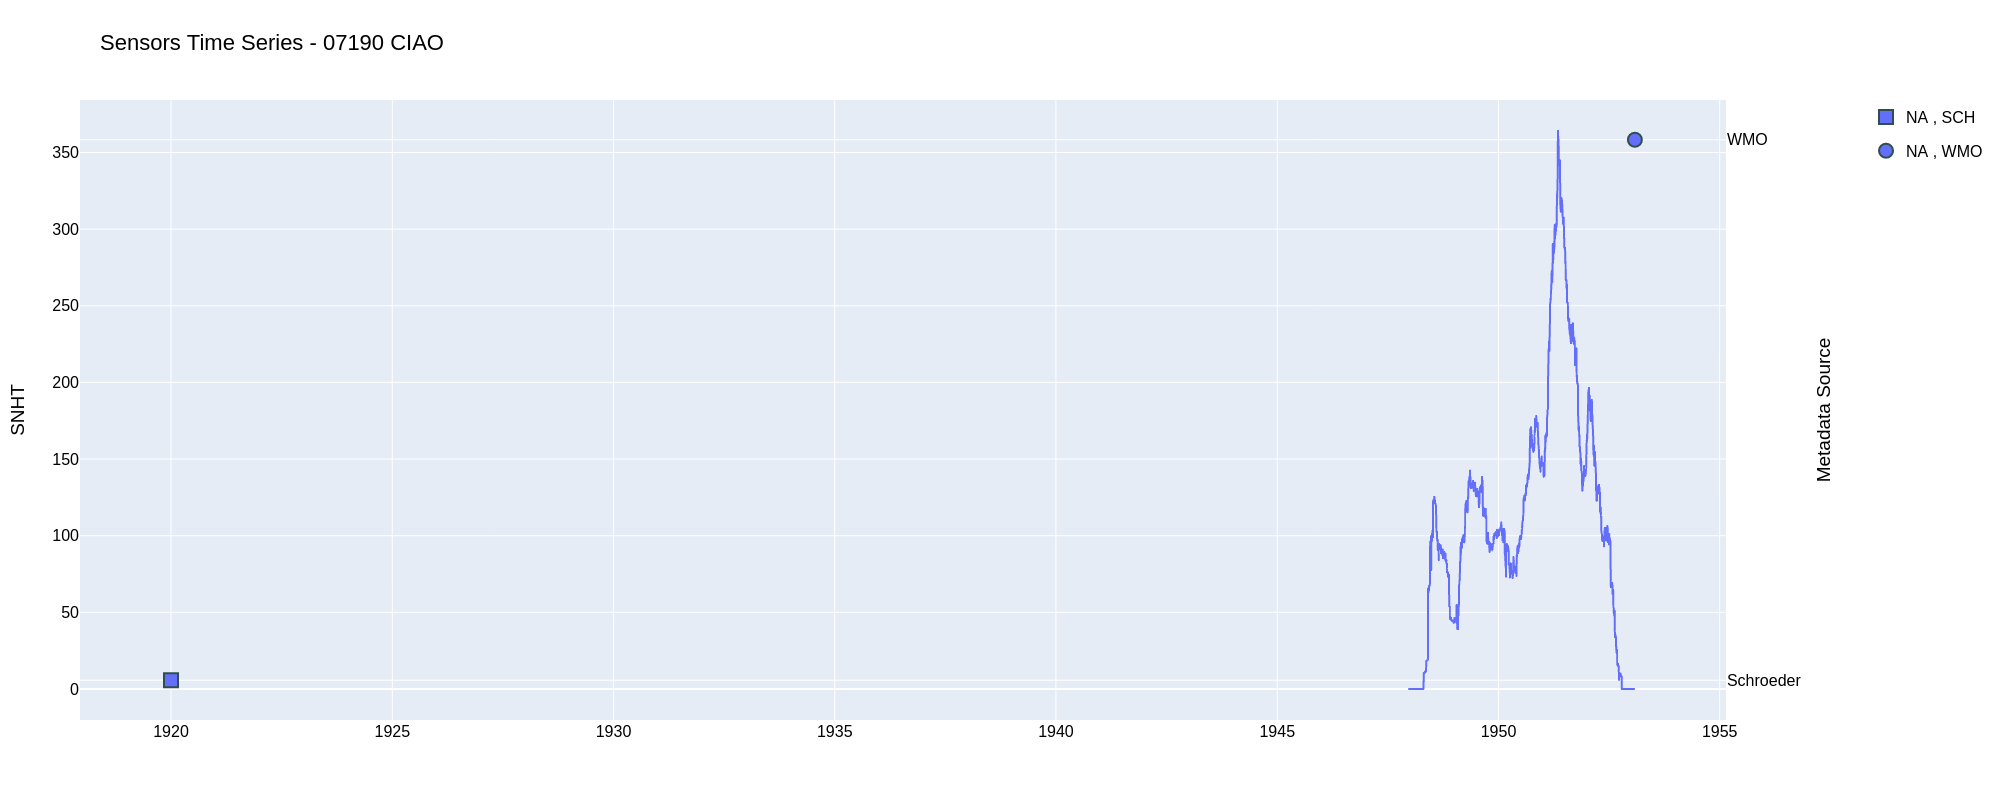 Sensors Time Series - 07190 CIAO
NA , SCH
NA , WMO
WMO
Schroeder
Metadata Source
SNHT
350
300
250
200
150
100
50
0
1920 1925 1930 1935 1940 1945 1950 1955